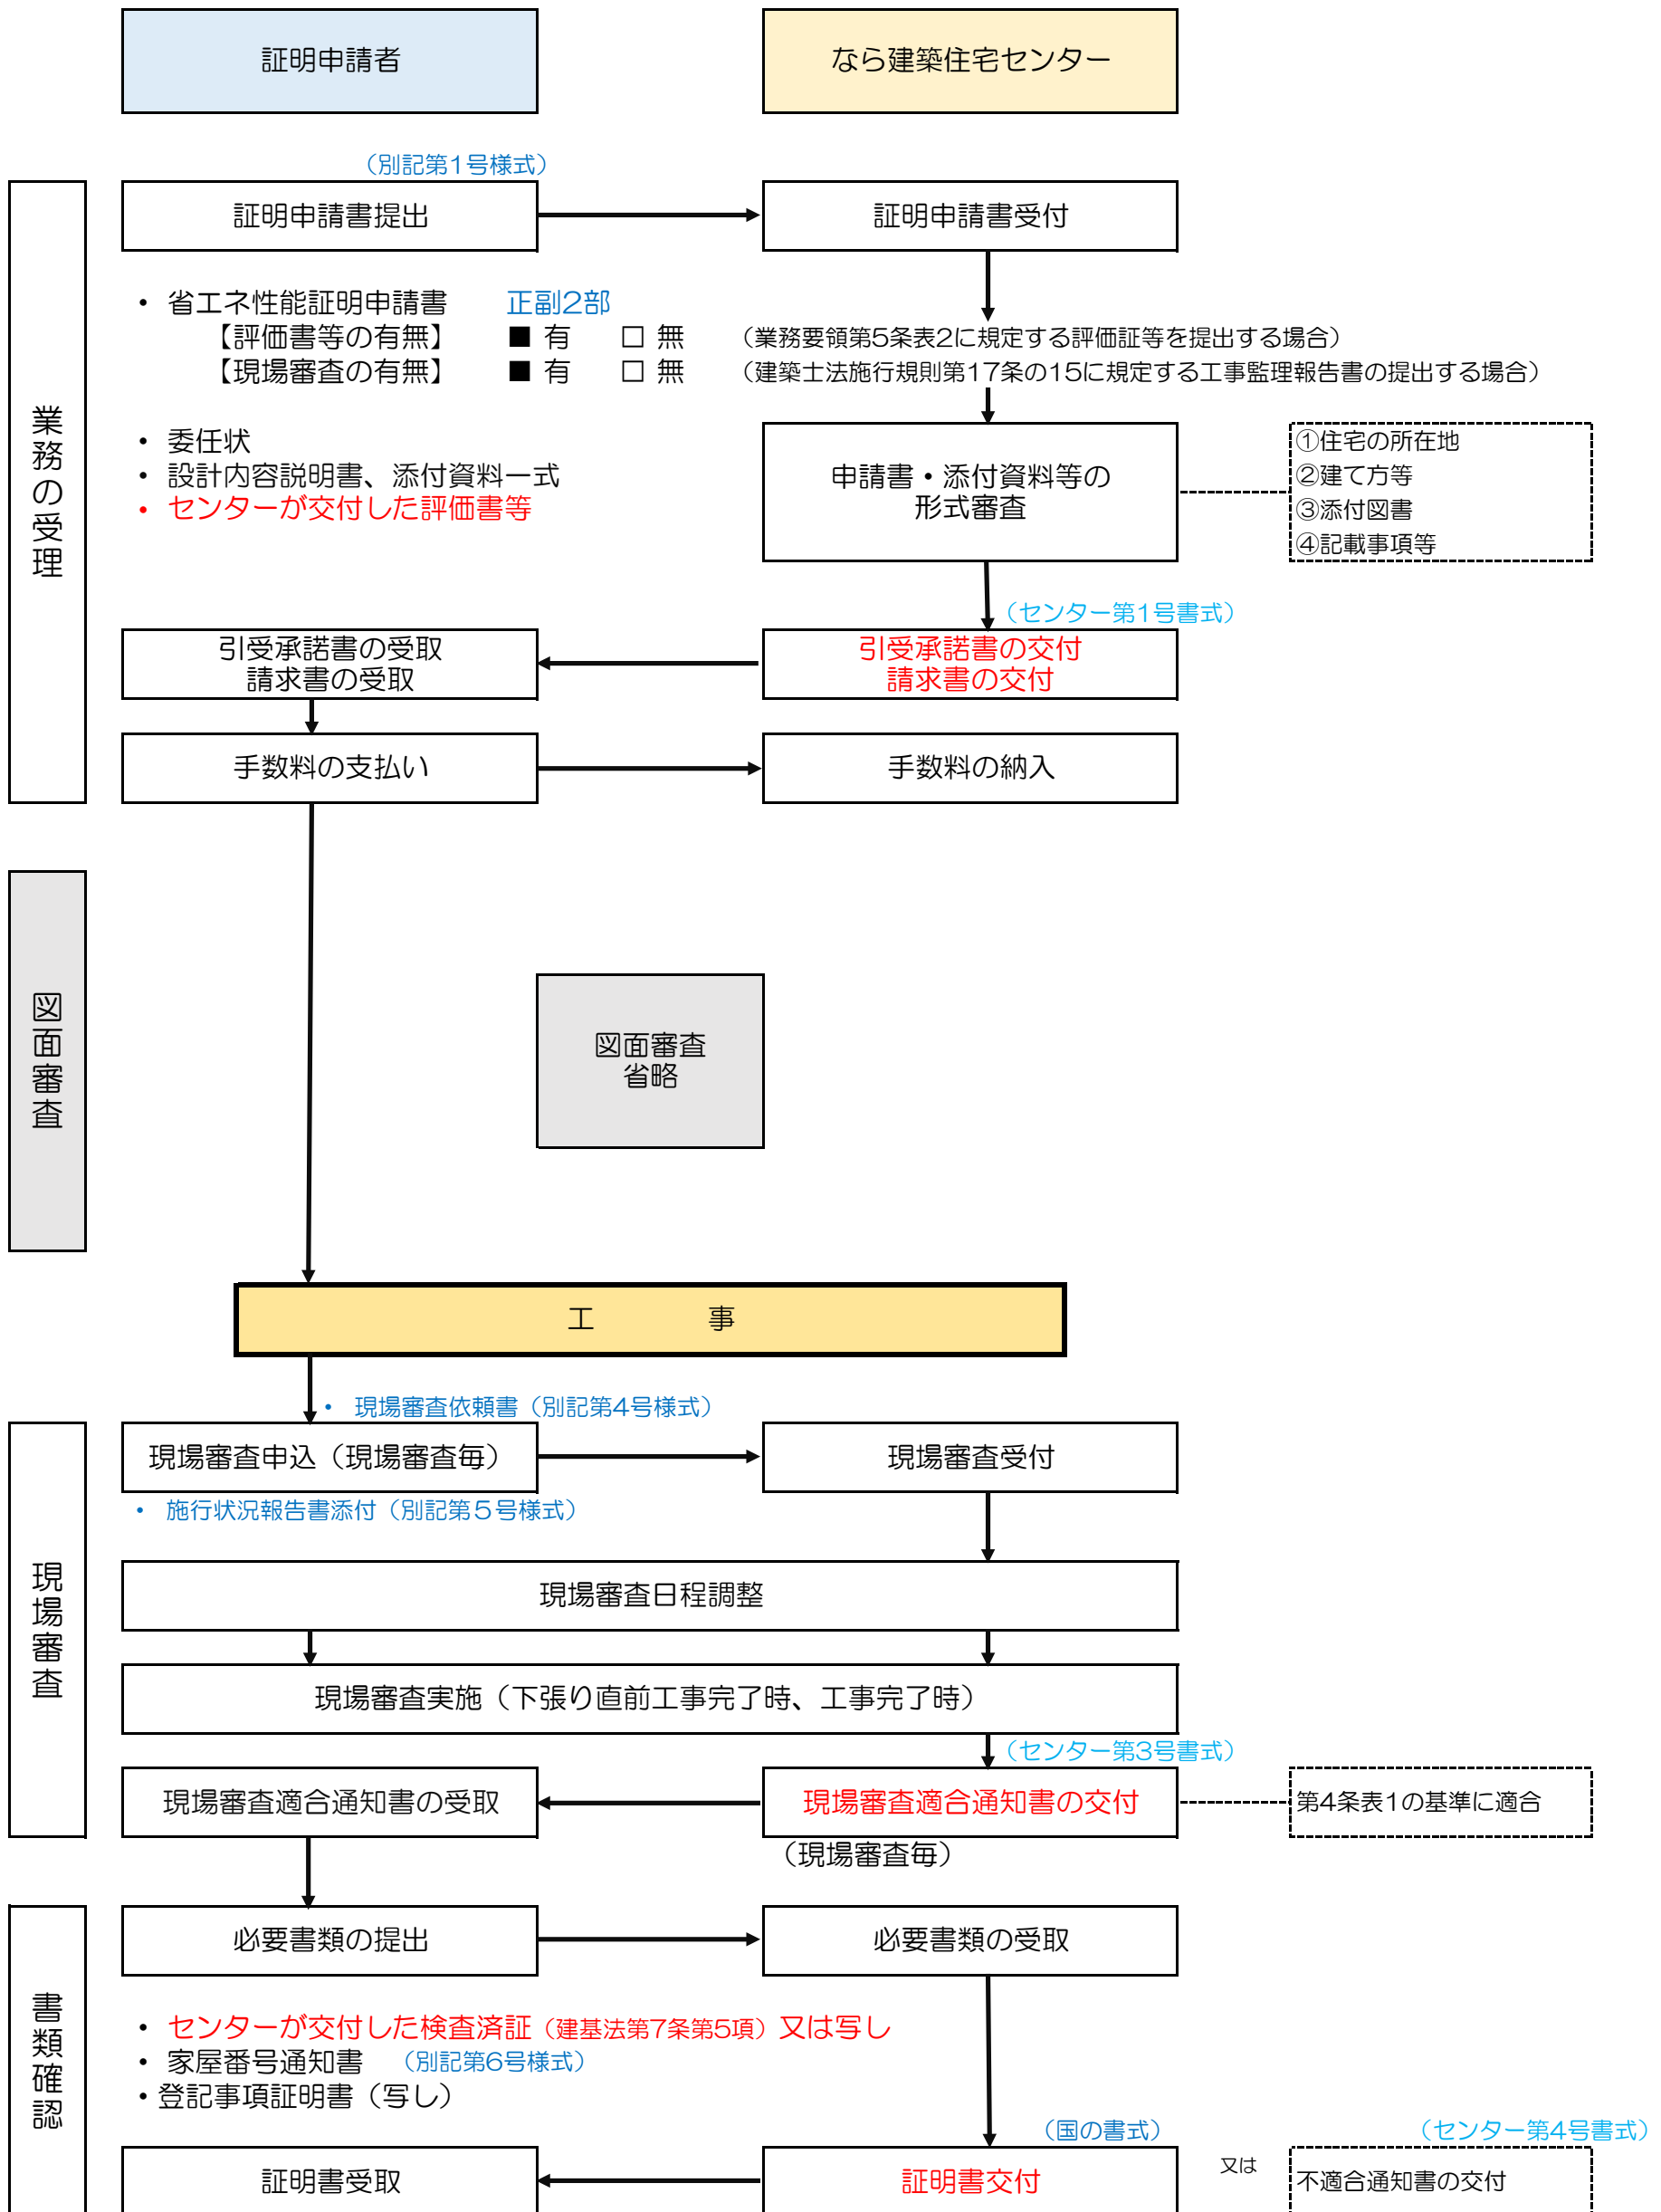 証明申請者
なら建築住宅センター
業務の受理
（別記第1号様式）
証明申請書提出
証明申請書受付
・ 省エネ性能証明申請書 正副2部
【評価書等の有無】 ■ 有 □ 無 （業務要領第5条表2に規定する評価証等を提出する場合）
【現場審査の有無】 ■ 有 □ 無 （建築士法施行規則第17条の15に規定する工事監理報告書の提出する場合）
・ 委任状
・ 設計内容説明書、添付資料一式
・ センターが交付した評価書等
申請書・添付資料等の
形式審査
①住宅の所在地
②建て方等
③添付図書
④記載事項等
（センター第1号書式）
引受承諾書の受取
請求書の受取
引受承諾書の交付
請求書の交付
手数料の支払い
手数料の納入
図面審査
図面審査
省略
工 事
現場審査
・ 現場審査依頼書（別記第4号様式）
現場審査申込（現場審査毎）
現場審査受付
・ 施行状況報告書添付（別記第５号様式）
現場審査日程調整
現場審査実施（下張り直前工事完了時、工事完了時）
（センター第3号書式）
現場審査適合通知書の受取
現場審査適合通知書の交付
第4条表1の基準に適合
（現場審査毎）
書類確認
必要書類の提出
必要書類の受取
・ センターが交付した検査済証（建基法第7条第5項）又は写し
・ 家屋番号通知書 （別記第6号様式）
・登記事項証明書（写し）
（国の書式）
（センター第4号書式）
証明書受取
証明書交付
又は
不適合通知書の交付